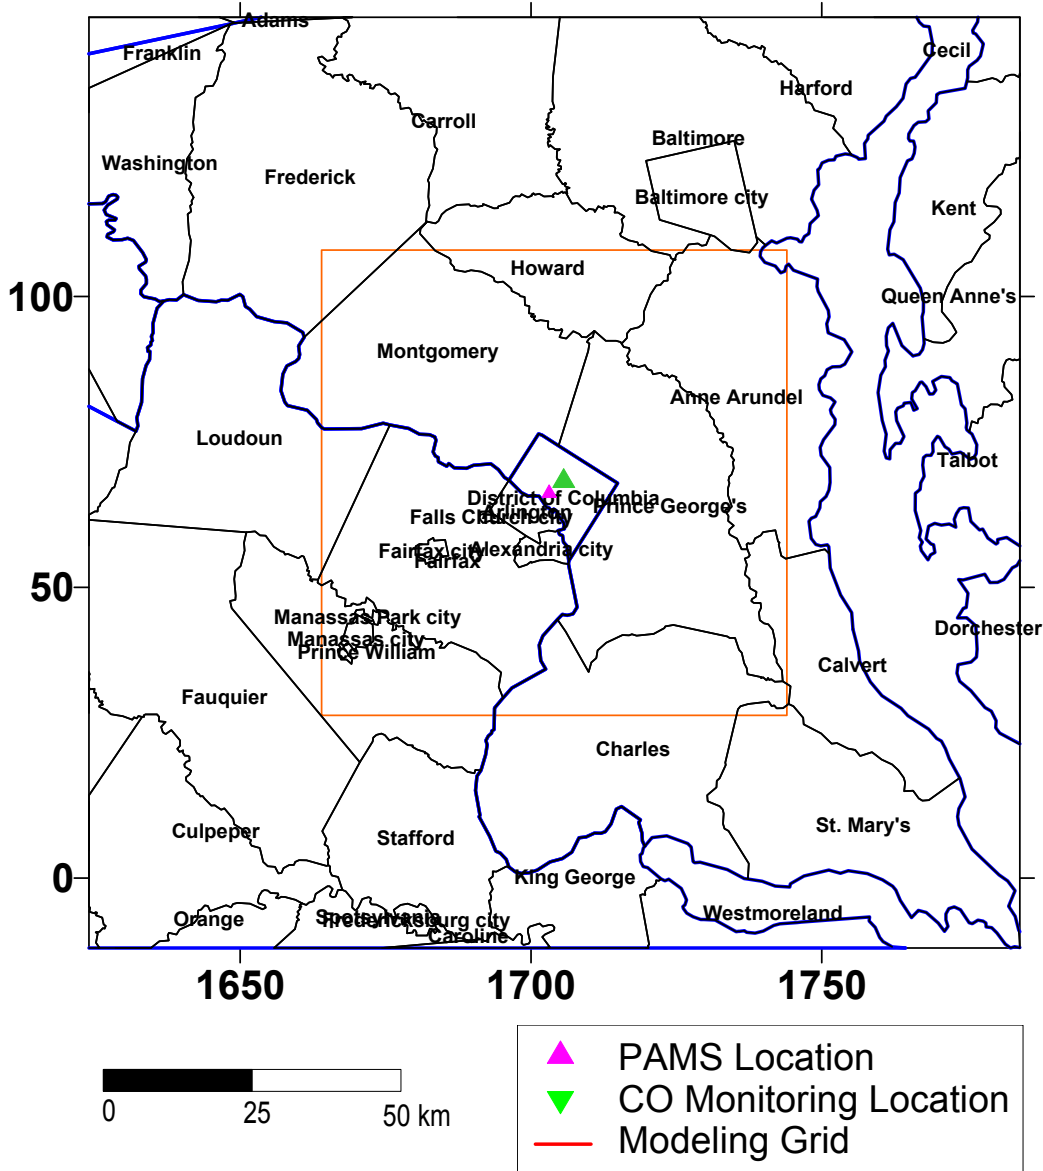 Adams
Franklin
Cecil
Harford
Carroll
Baltimore
Washington
Frederick
Baltimore city
Kent
Howard
100
Queen Anne's
Montgomery
Anne Arundel
Loudoun
Talbot
District of Columbia
Prince George's
Arlington
Falls Church city
Fairfax city
Alexandria city
Fairfax
50
Manassas Park city
Dorchester
Manassas city
Prince William
Calvert
Fauquier
Charles
St. Mary's
Culpeper
Stafford
0
King George
Westmoreland
Orange
Spotsylvania
Fredericksburg city
Caroline
1650
1700
1750
0
25
50 km
PAMS Location
CO Monitoring Location
Modeling Grid